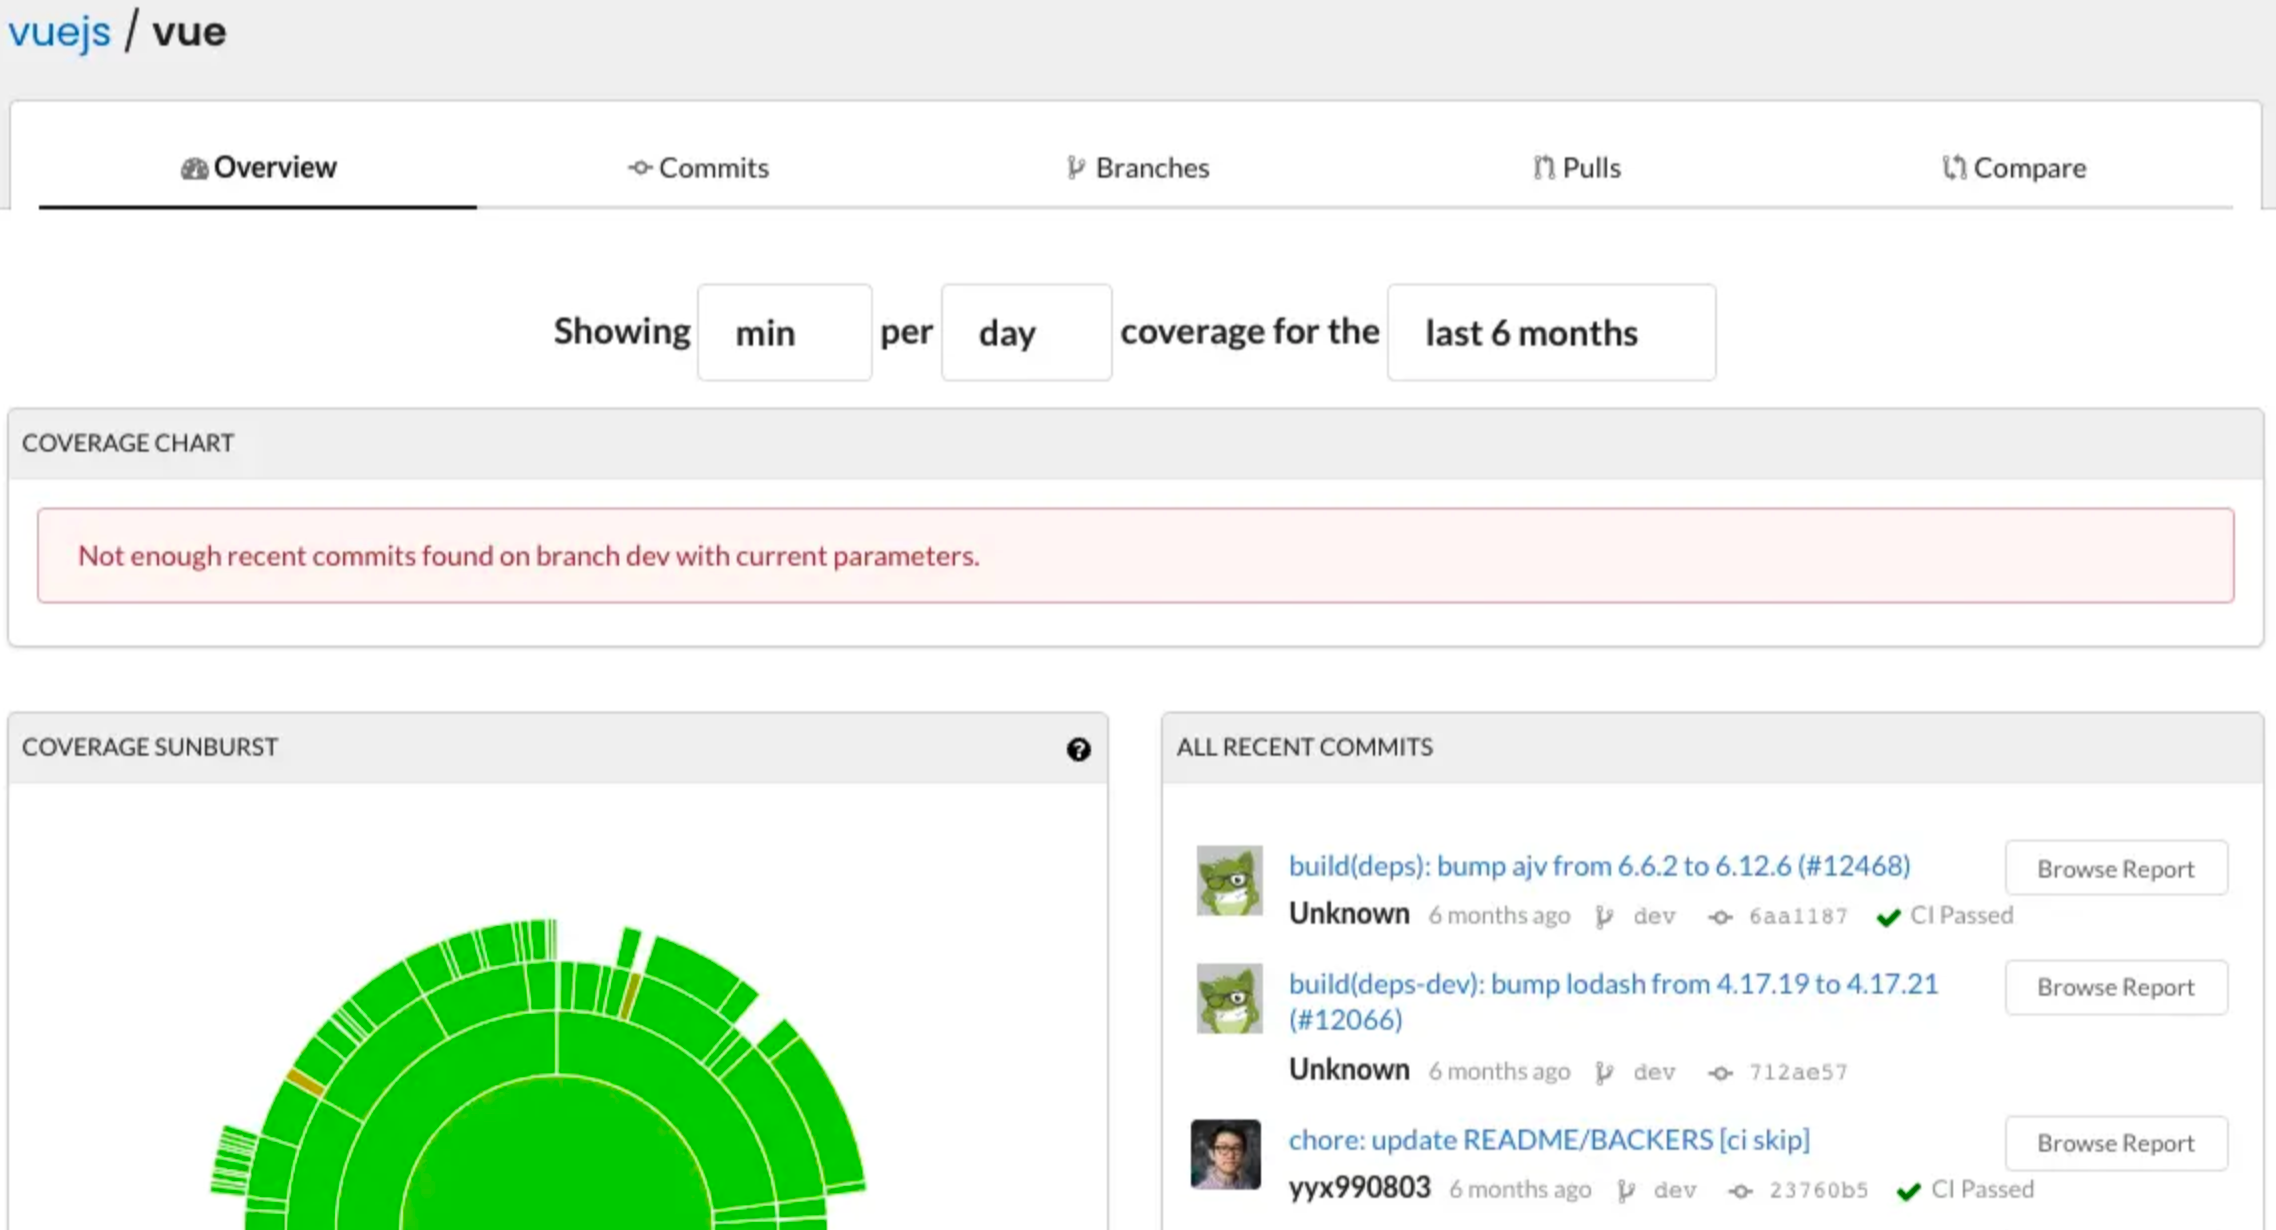 vuejs / vue
Overview Commits Branches Pulls Compare
Showing min per day coverage for the last 6 months
COVERAGE CHART
Not enough recent commits found on branch dev with current parameters.
COVERAGE SUNBURST
?
ALL RECENT COMMITS
build(deps): bump ajv from 6.6.2 to 6.12.6 (#12468)
Browse Report
Unknown 6 months ago dev 6aa1187 CI Passed
build(deps-dev): bump lodash from 4.17.19 to 4.17.21
(#12066)
Browse Report
Unknown 6 months ago dev 712ae57
chore: update README/BACKERS [ci skip]
Browse Report
yyx990803 6 months ago dev 23760b5 CI Passed